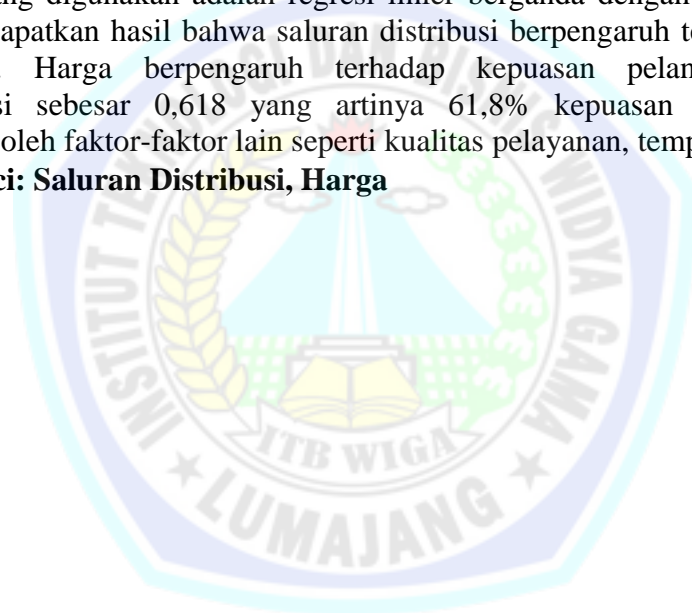 ng digunakan adalah regresi linier berganda dengan
apatkan hasil bahwa saluran distribusi berpengaruh te
Harga berpengaruh terhadap kepuasan pelan
si sebesar 0,618 yang artinya 61,8% kepuasan
oleh faktor-faktor lain seperti kualitas pelayanan, temp
ci: Saluran Distribusi, Harga
INSTITUT TEKNOLOGI DAN BISNIS WIDYA GAMA
ITB WIGA
LUMAJANG